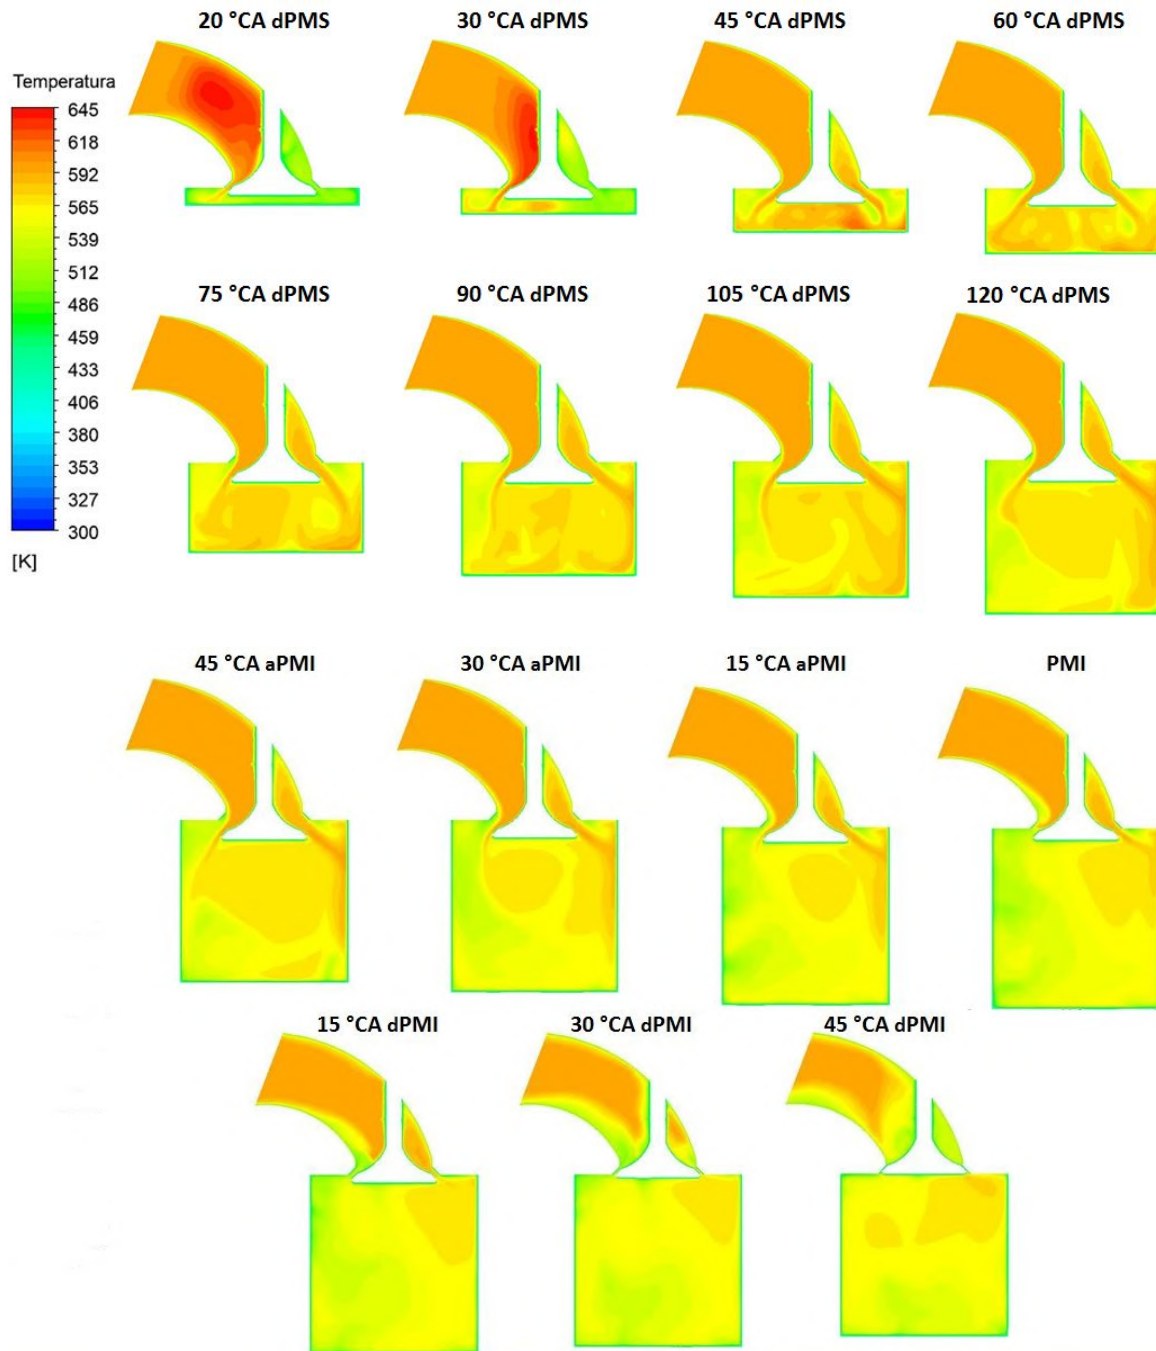 20 °CA dPMS
30 °CA dPMS
45 °CA dPMS
60 °CA dPMS
Temperatura
645
618
592
565
539
512
486
459
433
406
380
353
327
300
[K]
75 °CA dPMS
90 °CA dPMS
105 °CA dPMS
120 °CA dPMS
45 °CA aPMI
30 °CA aPMI
15 °CA aPMI
PMI
15 °CA dPMI
30 °CA dPMI
45 °CA dPMI